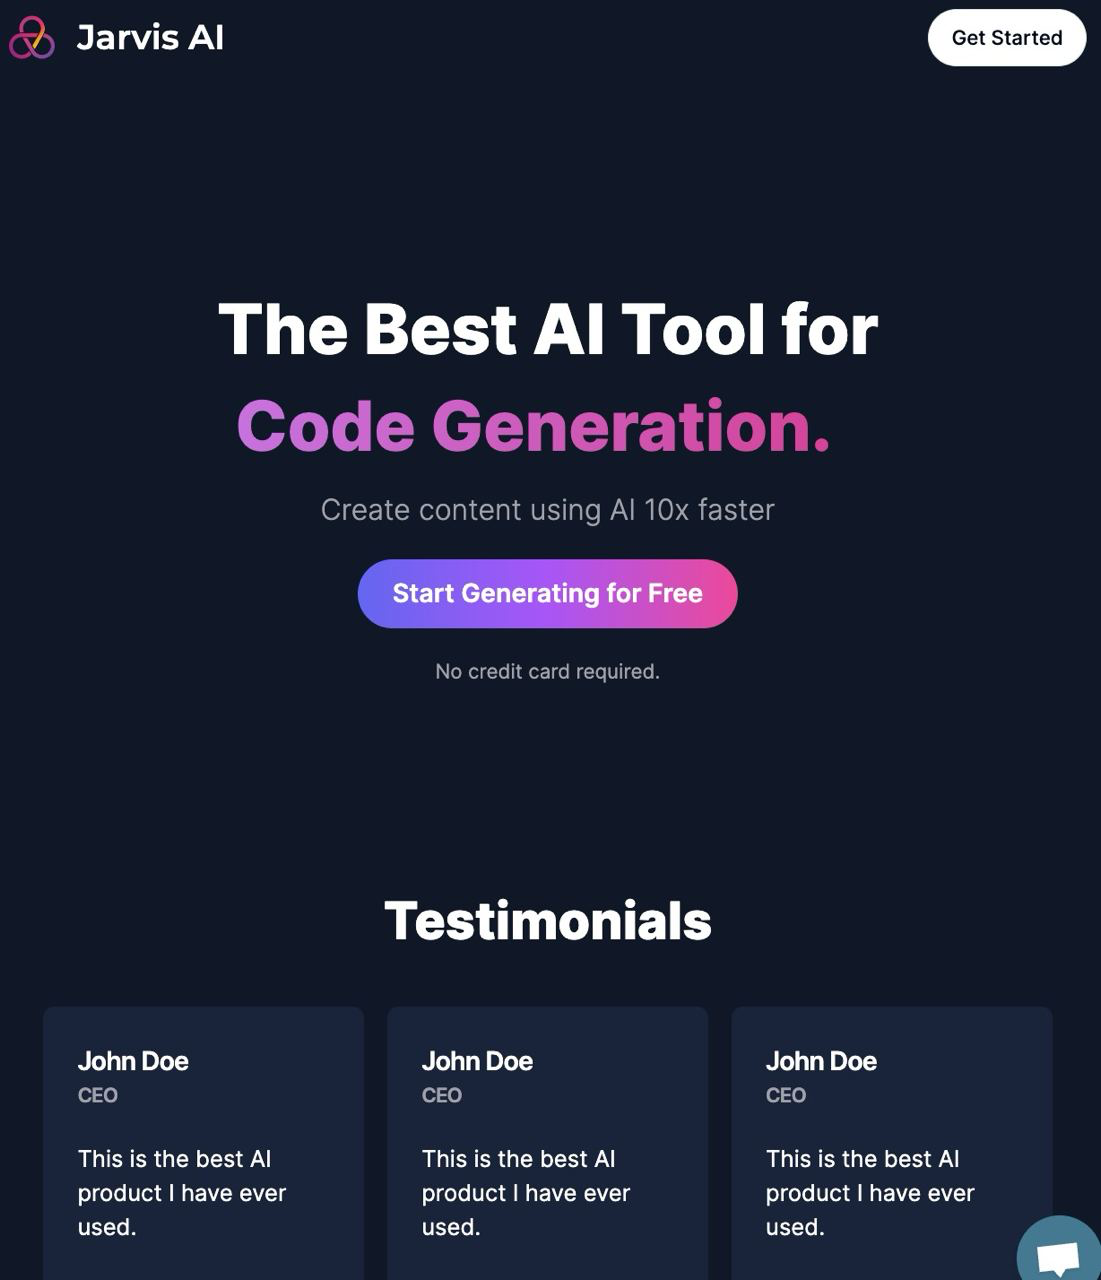 Jarvis AI
Get Started
The Best AI Tool for
Code Generation.
Create content using AI 10x faster
Start Generating for Free
No credit card required.
Testimonials
John Doe
CEO
This is the best AI
product I have ever
used.
John Doe
CEO
This is the best AI
product I have ever
used.
John Doe
CEO
This is the best AI
product I have ever
used.